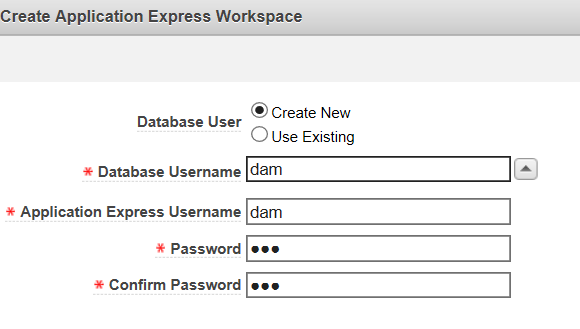 Create Application Express Workspace
Database User
Create New
Use Existing
* Database Username dam
* Application Express Username dam
* Password •••
* Confirm Password •••